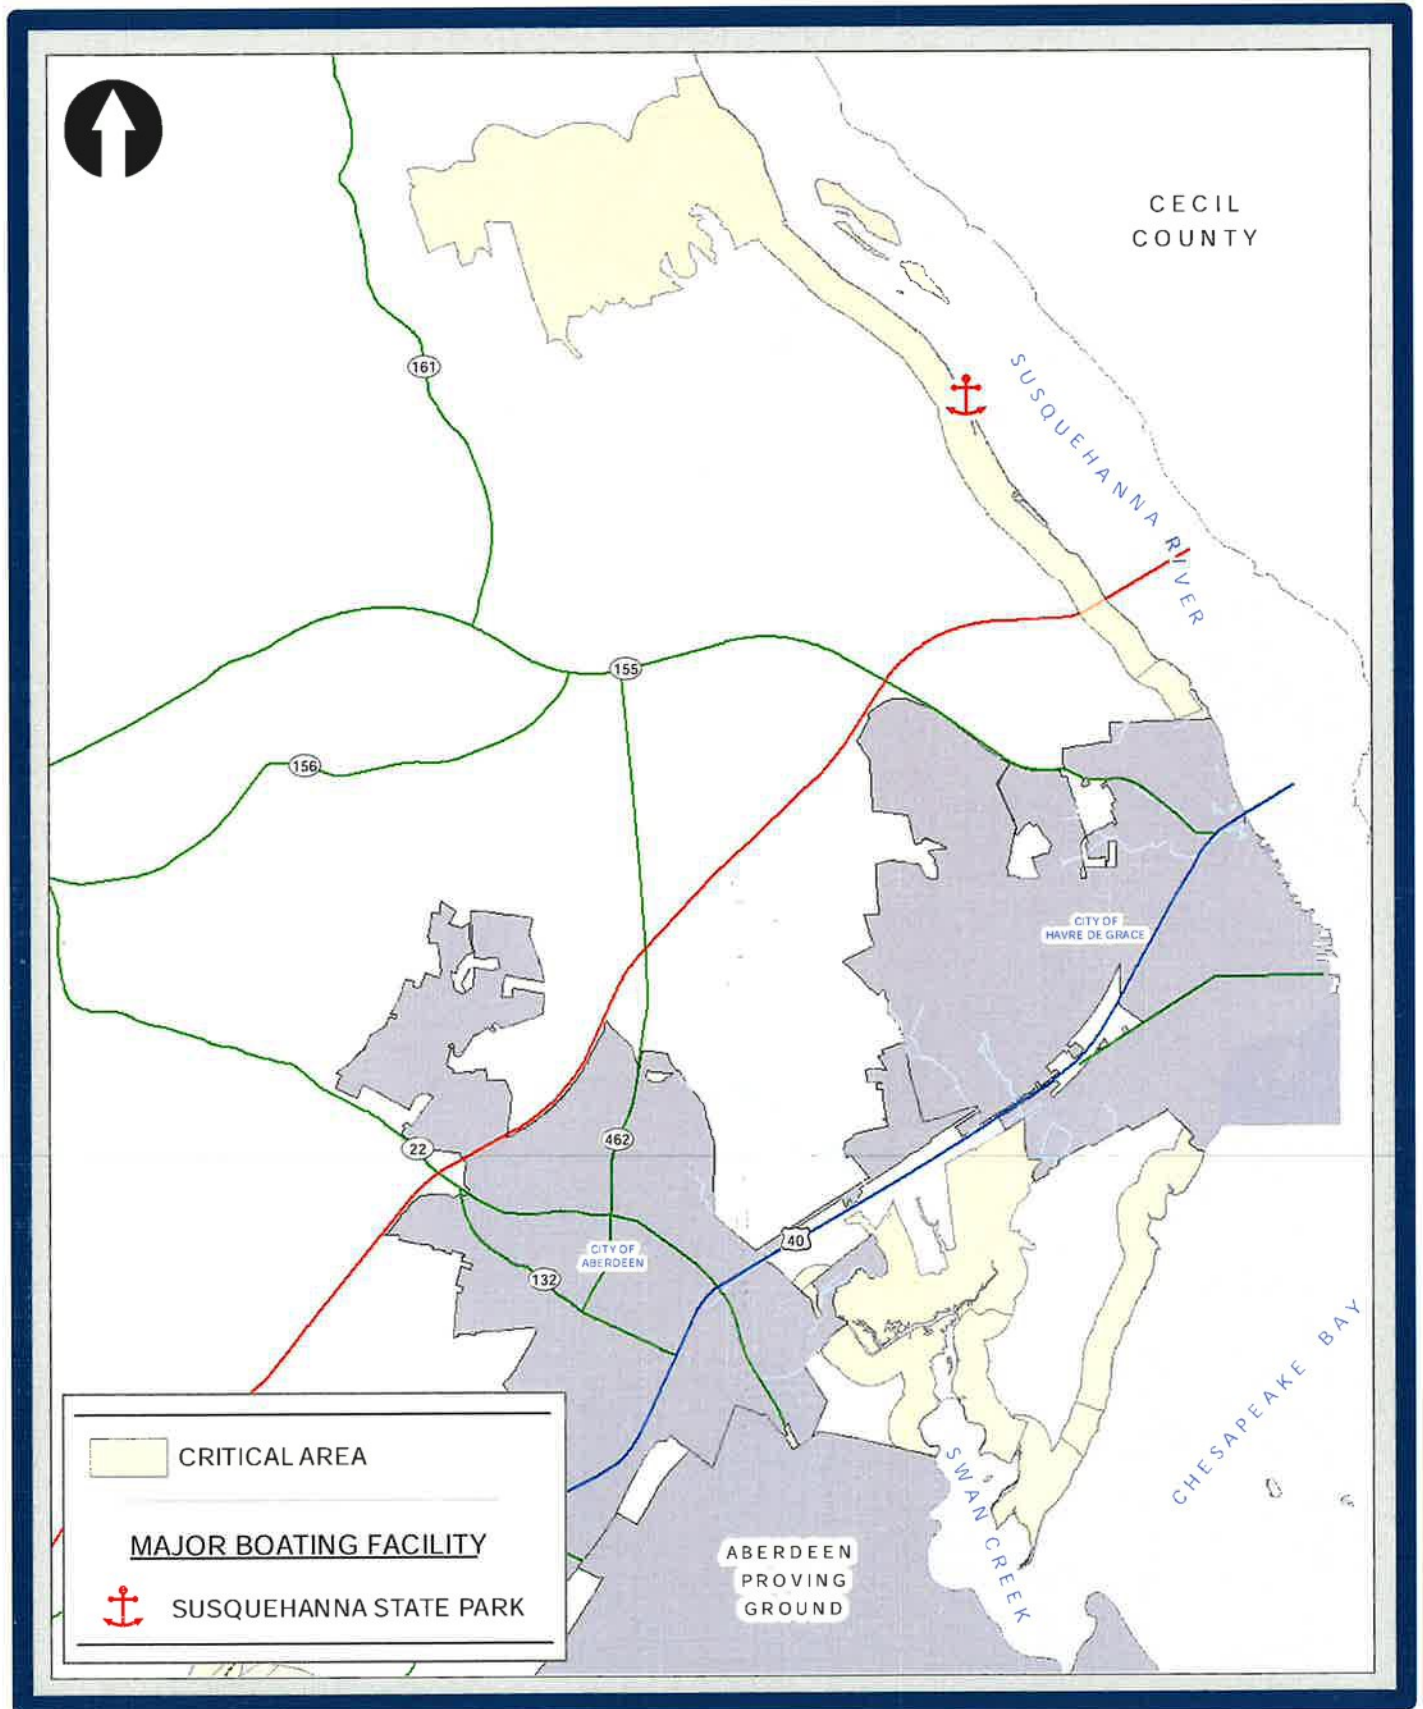 CECIL
COUNTY
161
SUSQUEHANNA RIVER
155
156
CITY OF
HAVRE DE GRACE
22
462
40
CITY OF
ABERDEEN
132
CHESAPEAKE BAY
SWAN CREEK
ABERDEEN
PROVING
GROUND
CRITICAL AREA
MAJOR BOATING FACILITY
SUSQUEHANNA STATE PARK